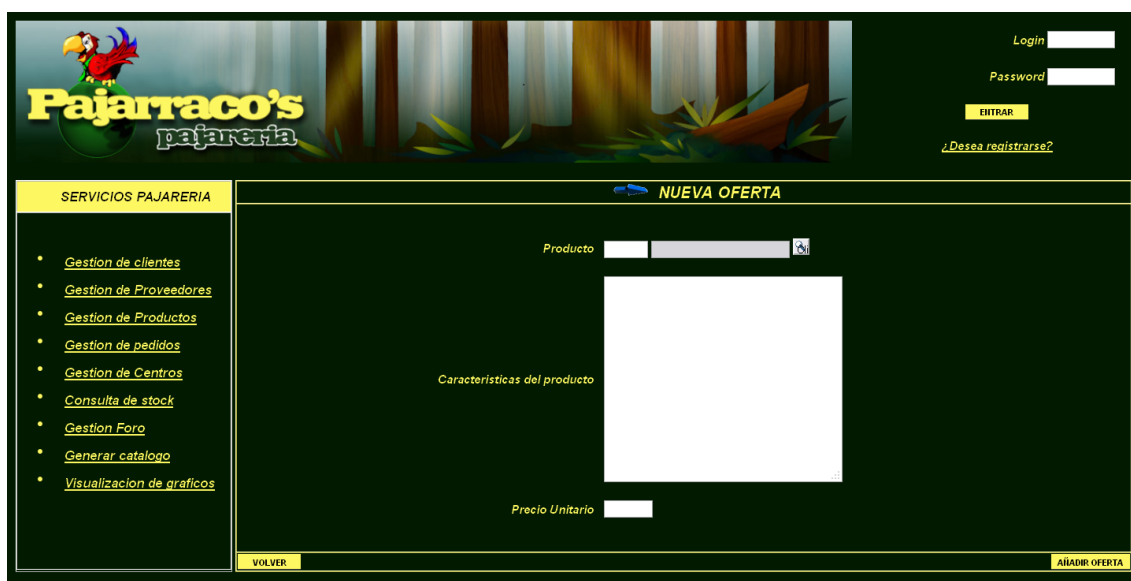 Pajarraco's
pajareria
Login
Password
ENTRAR
¿Desea registrarse?
SERVICIOS PAJARERIA
Gestion de clientes
Gestion de Proveedores
Gestion de Productos
Gestion de pedidos
Gestion de Centros
Consulta de stock
Gestion Foro
Generar catalogo
Visualizacion de graficos
NUEVA OFERTA
Producto
Caracteristicas del producto
Precio Unitario
VOLVER
AÑADIR OFERTA